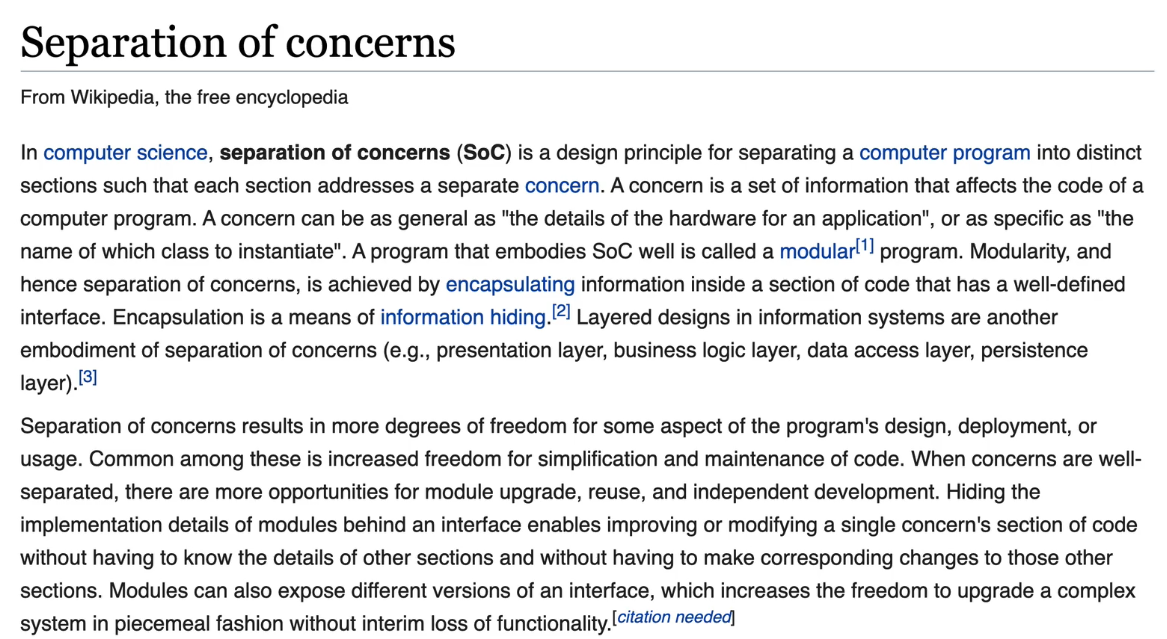 Separation of concerns
From Wikipedia, the free encyclopedia
In computer science, separation of concerns (SoC) is a design principle for separating a computer program into distinct
sections such that each section addresses a separate concern. A concern is a set of information that affects the code of a
computer program. A concern can be as general as "the details of the hardware for an application", or as specific as "the
name of which class to instantiate". A program that embodies SoC well is called a modular[1] program. Modularity, and
hence separation of concerns, is achieved by encapsulating information inside a section of code that has a well-defined
interface. Encapsulation is a means of information hiding.[2] Layered designs in information systems are another
embodiment of separation of concerns (e.g., presentation layer, business logic layer, data access layer, persistence
layer).[3]
Separation of concerns results in more degrees of freedom for some aspect of the program's design, deployment, or
usage. Common among these is increased freedom for simplification and maintenance of code. When concerns are well-
separated, there are more opportunities for module upgrade, reuse, and independent development. Hiding the
implementation details of modules behind an interface enables improving or modifying a single concern's section of code
without having to know the details of other sections and without having to make corresponding changes to those other
sections. Modules can also expose different versions of an interface, which increases the freedom to upgrade a complex
system in piecemeal fashion without interim loss of functionality.[citation needed]